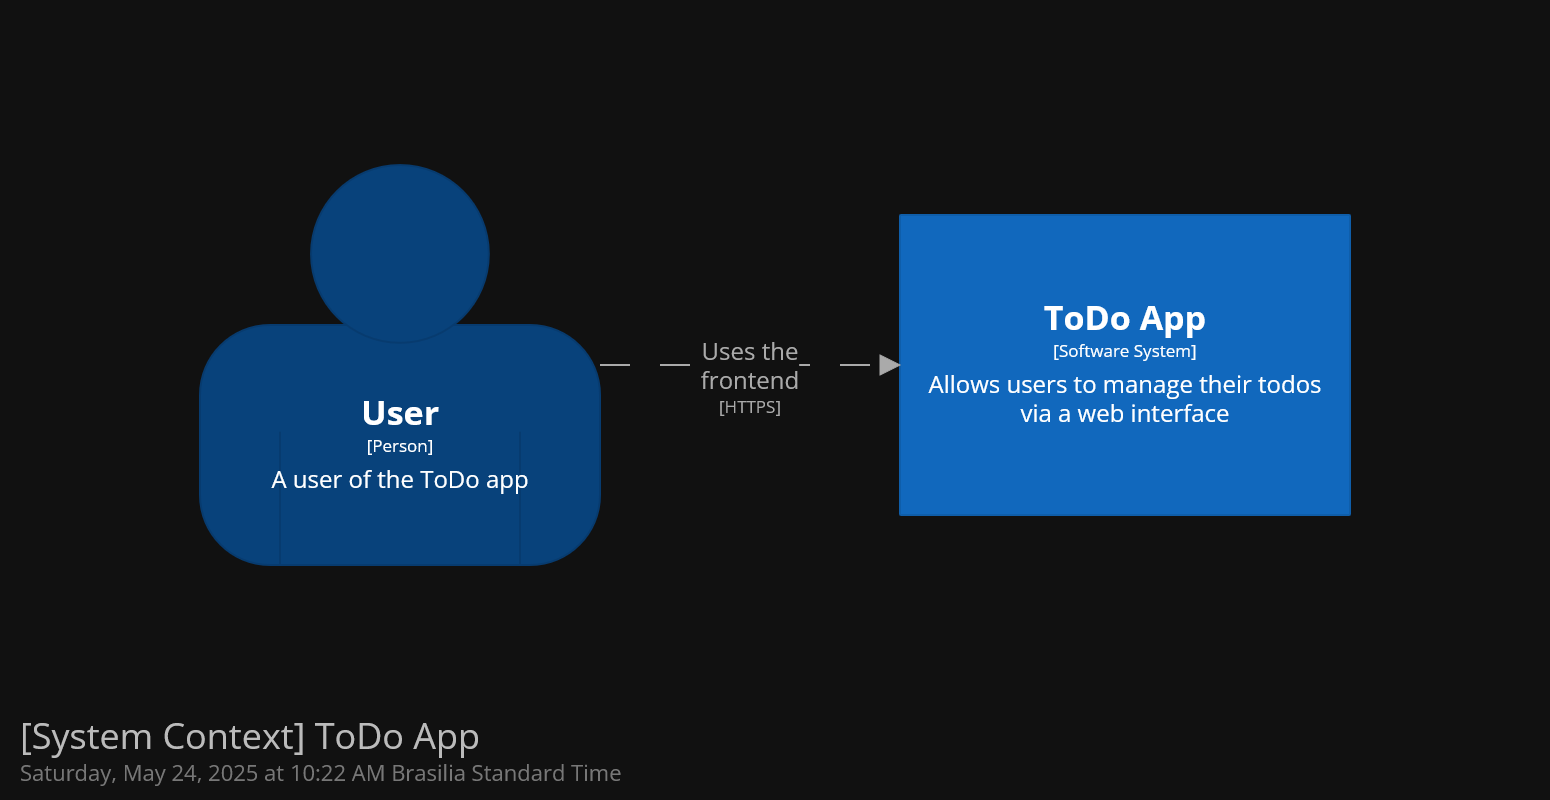 User
[Person]
A user of the ToDo app
Uses the
frontend
[HTTPS]
ToDo App
[Software System]
Allows users to manage their todos
via a web interface
[System Context] ToDo App
Saturday, May 24, 2025 at 10:22 AM Brasilia Standard Time